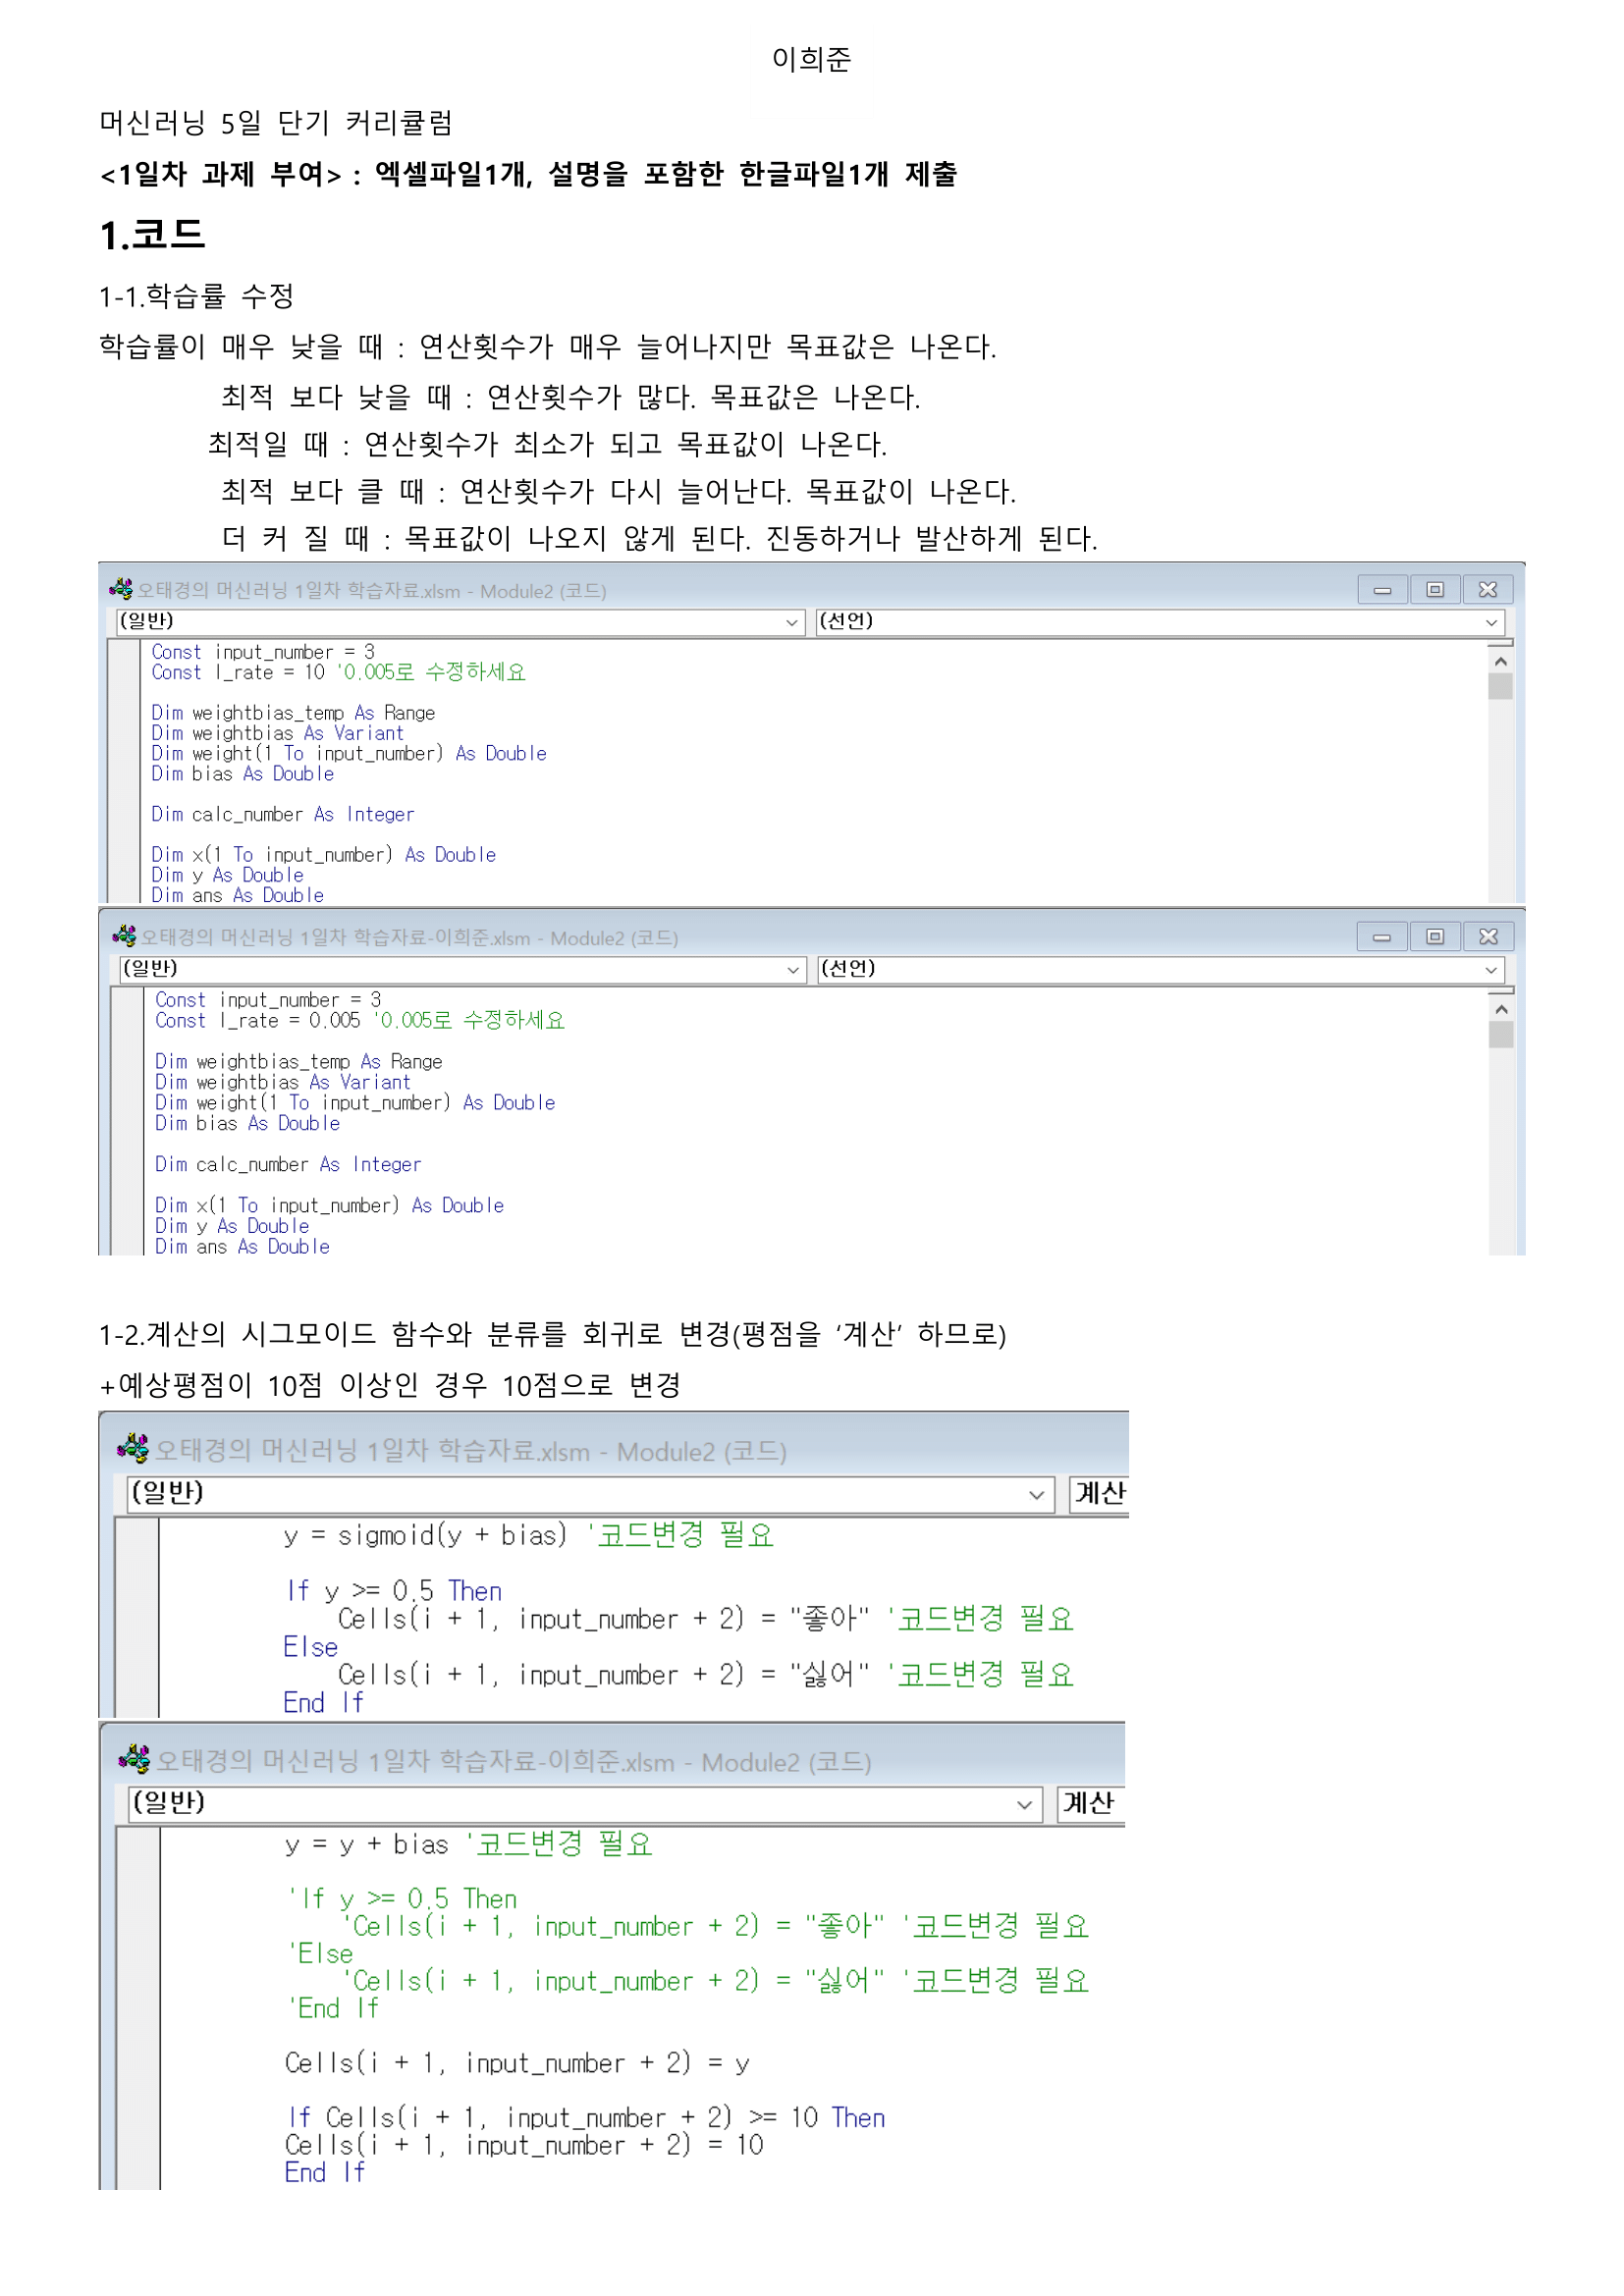 이희준
머신러닝 5일 단기 커리큘럼
<1일차 과제 부여> : 엑셀파일1개, 설명을 포함한 한글파일1개 제출
1.코드
1-1.학습률 수정
학습률이 매우 낮을 때 : 연산횟수가 매우 늘어나지만 목표값은 나온다.
최적 보다 낮을 때 : 연산횟수가 많다. 목표값은 나온다.
최적일 때 : 연산횟수가 최소가 되고 목표값이 나온다.
최적 보다 클 때 : 연산횟수가 다시 늘어난다. 목표값이 나온다.
더 커 질 때 : 목표값이 나오지 않게 된다. 진동하거나 발산하게 된다.
오태경의 머신러닝 1일차 학습자료.xlsm - Module2 (코드)
(일반) (선언)
Const input_number = 3
Const l_rate = 10 '0.005로 수정하세요
Dim weightbias_temp As Range
Dim weightbias As Variant
Dim weight(1 To input_number) As Double
Dim bias As Double
Dim calc_number As Integer
Dim x(1 To input_number) As Double
Dim y As Double
Dim ans As Double
오태경의 머신러닝 1일차 학습자료-이희준.xlsm - Module2 (코드)
(일반) (선언)
Const input_number = 3
Const l_rate = 0.005 '0.005로 수정하세요
Dim weightbias_temp As Range
Dim weightbias As Variant
Dim weight(1 To input_number) As Double
Dim bias As Double
Dim calc_number As Integer
Dim x(1 To input_number) As Double
Dim y As Double
Dim ans As Double
1-2.계산의 시그모이드 함수와 분류를 회귀로 변경(평점을 ‘계산’ 하므로)
+예상평점이 10점 이상인 경우 10점으로 변경
오태경의 머신러닝 1일차 학습자료.xlsm - Module2 (코드)
(일반) 계산
y = sigmoid(y + bias) '코드변경 필요
If y >= 0.5 Then
Cells(i + 1, input_number + 2) = "좋아" '코드변경 필요
Else
Cells(i + 1, input_number + 2) = "싫어" '코드변경 필요
End If
오태경의 머신러닝 1일차 학습자료-이희준.xlsm - Module2 (코드)
(일반) 계산
y = y + bias '코드변경 필요
'If y >= 0.5 Then
'Cells(i + 1, input_number + 2) = "좋아" '코드변경 필요
'Else
'Cells(i + 1, input_number + 2) = "싫어" '코드변경 필요
'End If
Cells(i + 1, input_number + 2) = y
If Cells(i + 1, input_number + 2) >= 10 Then
Cells(i + 1, input_number + 2) = 10
End If